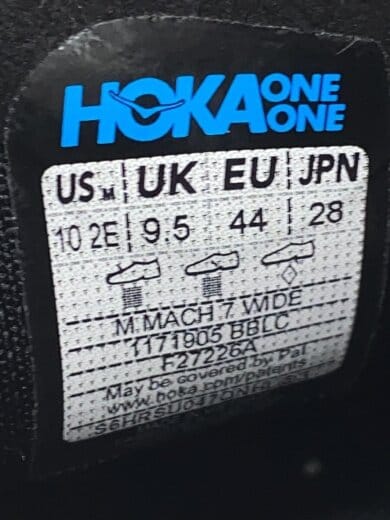 HOKA ONE ONE
US M UK EU JPN
10 2E 9.5 44 28
M MACH 7 WIDE
1171905 BBLC
F27226A
May be covered by Pat
www.hoka.com/patents